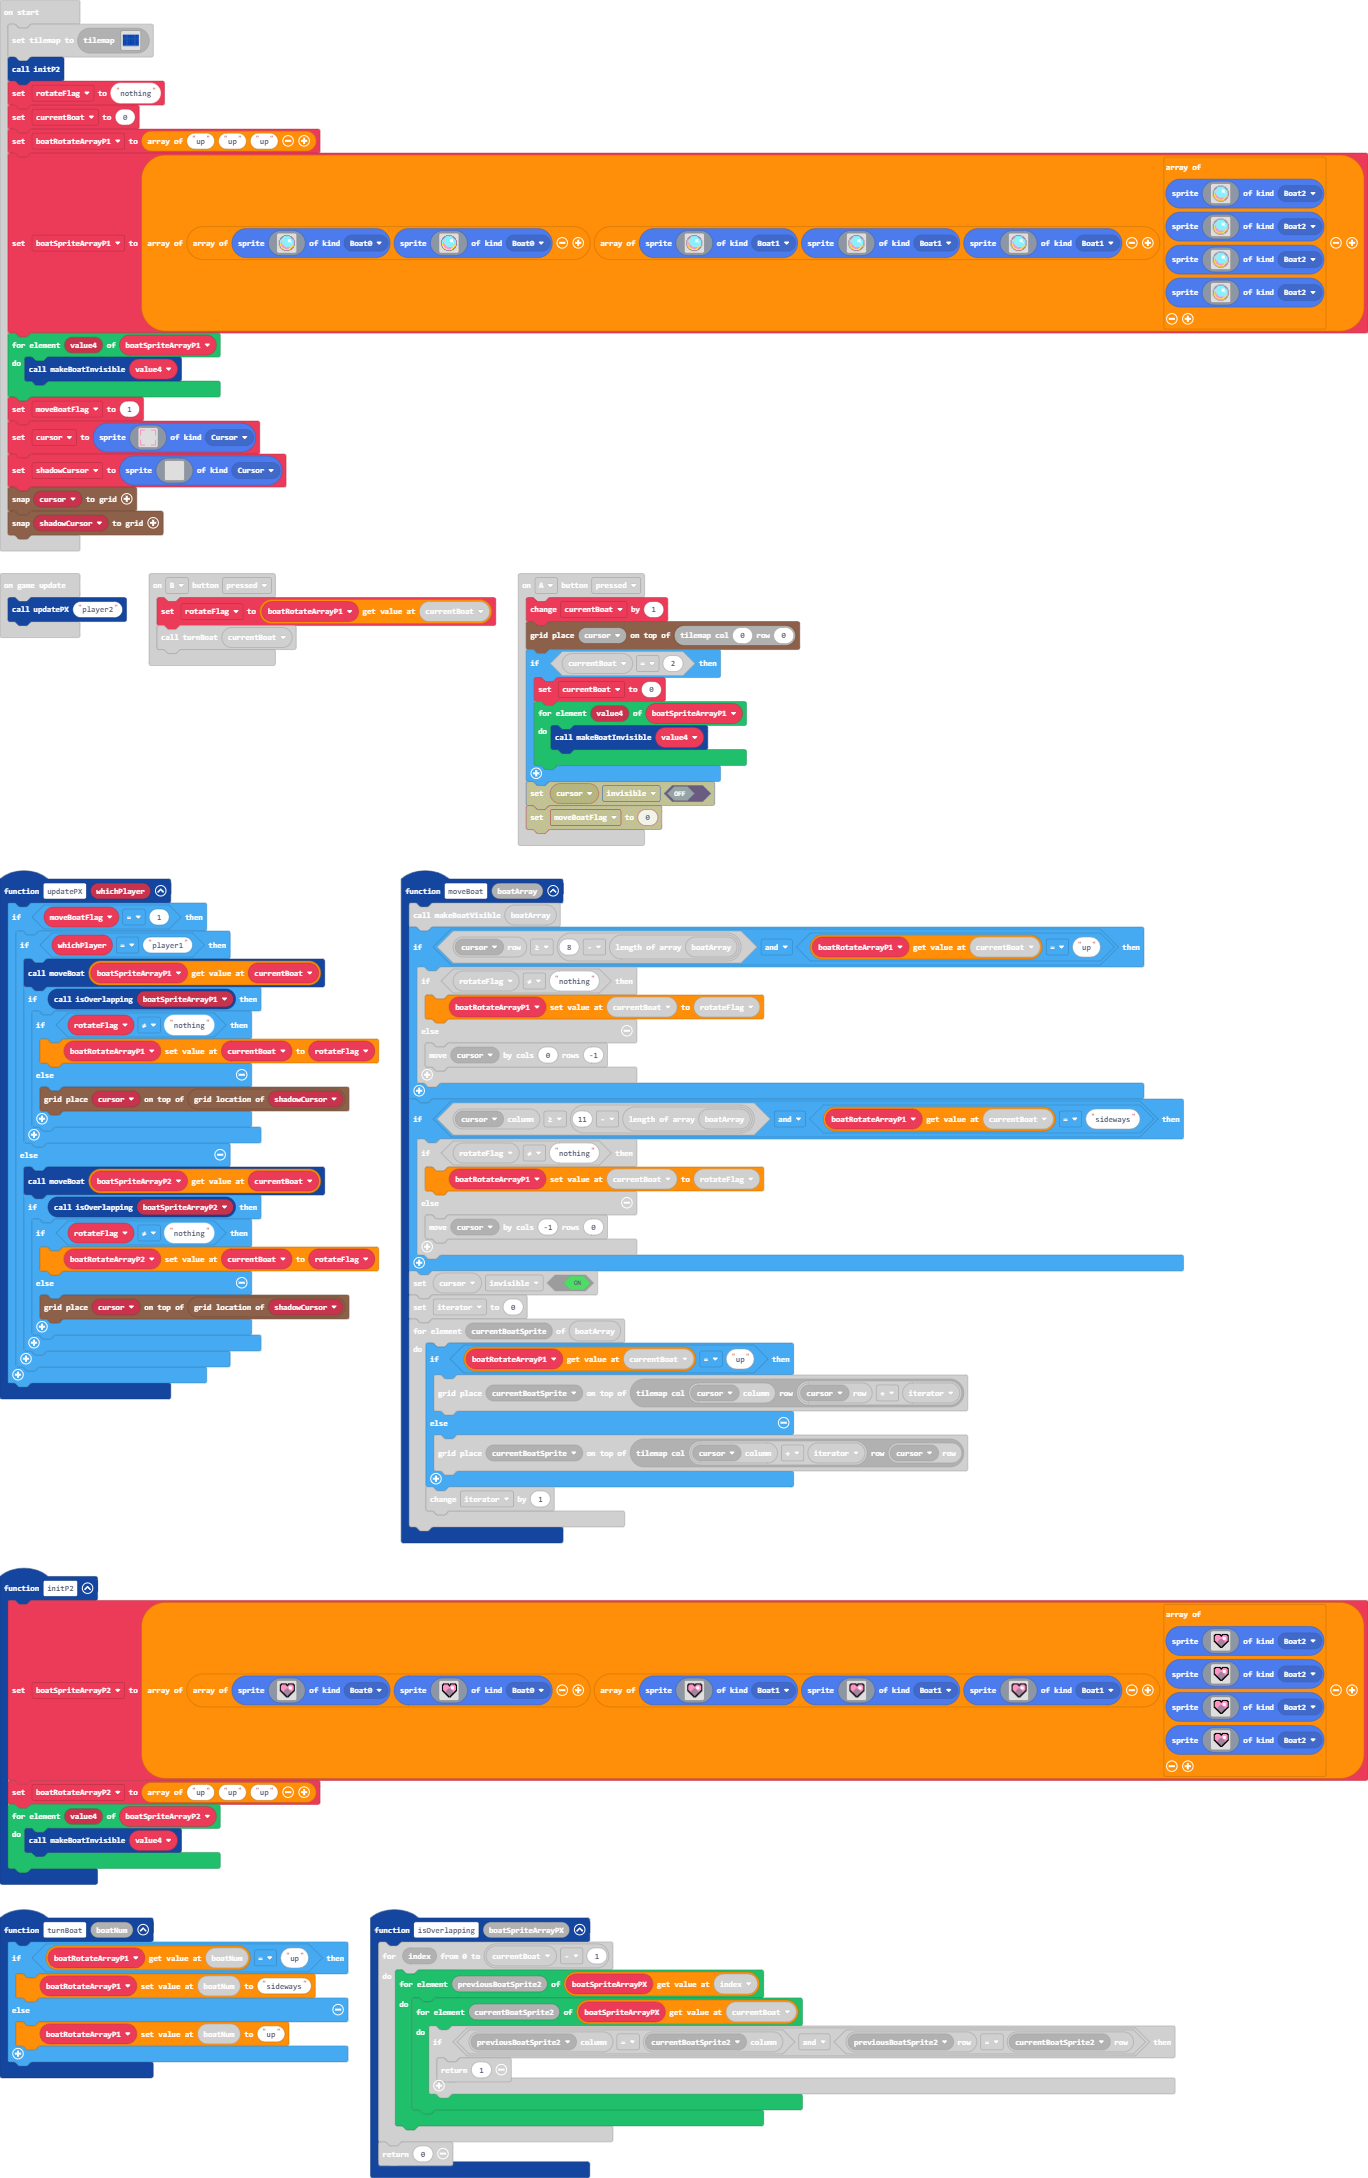 on start
set tilemap to tilemap
call initP2
set rotateFlag to "nothing"
set currentBoat to 0
set boatRotateArrayP1 to array of "up" "up" "up"
array of
sprite of kind Boat2
sprite of kind Boat2
set boatSpriteArrayP1 to array of array of sprite of kind Boat0 sprite of kind Boat0 array of sprite of kind Boat1 sprite of kind Boat1 sprite of kind Boat1
sprite of kind Boat2
sprite of kind Boat2
for element value4 of boatSpriteArrayP1
do
call makeBoatInvisible value4
set moveBoatFlag to 1
set cursor to sprite of kind Cursor
set shadowCursor to sprite of kind Cursor
snap cursor to grid
snap shadowCursor to grid
on game update
call updatePX "player2"
on B button pressed
set rotateFlag to boatRotateArrayP1 get value at currentBoat
call turnBoat currentBoat
on A button pressed
change currentBoat by 1
grid place cursor on top of tilemap col 0 row 0
if currentBoat = 2 then
set currentBoat to 0
for element value4 of boatSpriteArrayP1
do
call makeBoatInvisible value4
set cursor invisible OFF
set moveBoatFlag to 0
function updatePX whichPlayer
if moveBoatFlag = 1 then
if whichPlayer = "player1" then
call moveBoat boatSpriteArrayP1 get value at currentBoat
if call isOverlapping boatSpriteArrayP1 then
if rotateFlag ≠ "nothing" then
boatRotateArrayP1 set value at currentBoat to rotateFlag
else
grid place cursor on top of grid location of shadowCursor
else
call moveBoat boatSpriteArrayP2 get value at currentBoat
if call isOverlapping boatSpriteArrayP2 then
if rotateFlag ≠ "nothing" then
boatRotateArrayP2 set value at currentBoat to rotateFlag
else
grid place cursor on top of grid location of shadowCursor
function moveBoat boatArray
call makeBoatVisible boatArray
if cursor row ≥ 8 - length of array boatArray and boatRotateArrayP1 get value at currentBoat = "up" then
if rotateFlag ≠ "nothing" then
boatRotateArrayP1 set value at currentBoat to rotateFlag
else
move cursor by cols 0 rows -1
if cursor column ≥ 11 - length of array boatArray and boatRotateArrayP1 get value at currentBoat = "sideways" then
if rotateFlag ≠ "nothing" then
boatRotateArrayP1 set value at currentBoat to rotateFlag
else
move cursor by cols -1 rows 0
set cursor invisible ON
set iterator to 0
for element currentBoatSprite of boatArray
do
if boatRotateArrayP1 get value at currentBoat = "up" then
grid place currentBoatSprite on top of tilemap col cursor column row cursor row + iterator
else
grid place currentBoatSprite on top of tilemap col cursor column + iterator row cursor row
change iterator by 1
function initP2
array of
sprite of kind Boat2
sprite of kind Boat2
set boatSpriteArrayP2 to array of array of sprite of kind Boat0 sprite of kind Boat0 array of sprite of kind Boat1 sprite of kind Boat1 sprite of kind Boat1
sprite of kind Boat2
sprite of kind Boat2
set boatRotateArrayP2 to array of "up" "up" "up"
for element value4 of boatSpriteArrayP2
do
call makeBoatInvisible value4
function turnBoat boatNum
if boatRotateArrayP1 get value at boatNum = "up" then
boatRotateArrayP1 set value at boatNum to "sideways"
else
boatRotateArrayP1 set value at boatNum to "up"
function isOverlapping boatSpriteArrayPX
for index from 0 to currentBoat - 1
do
for element previousBoatSprite2 of boatSpriteArrayPX get value at index
do
for element currentBoatSprite2 of boatSpriteArrayPX get value at currentBoat
do
if previousBoatSprite2 column = currentBoatSprite2 column and previousBoatSprite2 row = currentBoatSprite2 row then
return 1
return 0